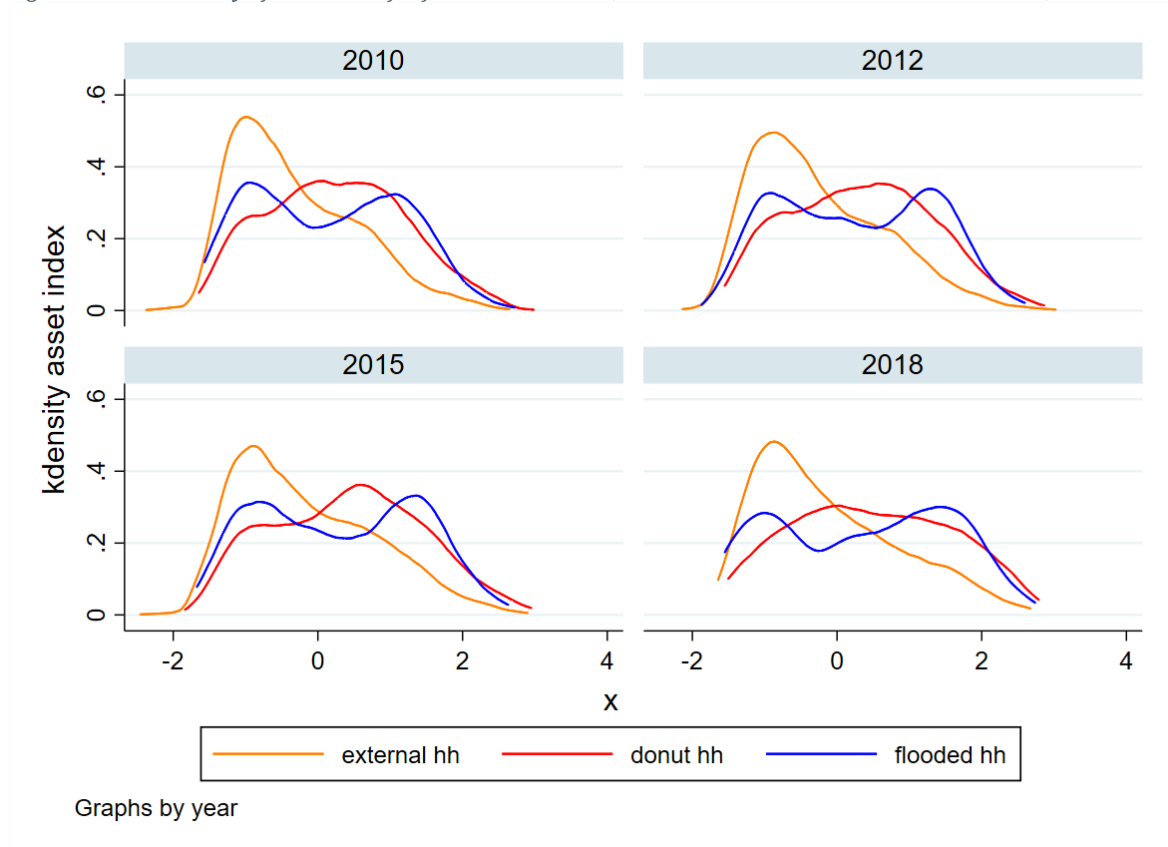 2010 2012
.6
.4
.2
0
kdensity asset index
2015 2018
.6
.4
.2
0
-2 0 2 4 -2 0 2 4
x
external hh donut hh flooded hh
Graphs by year